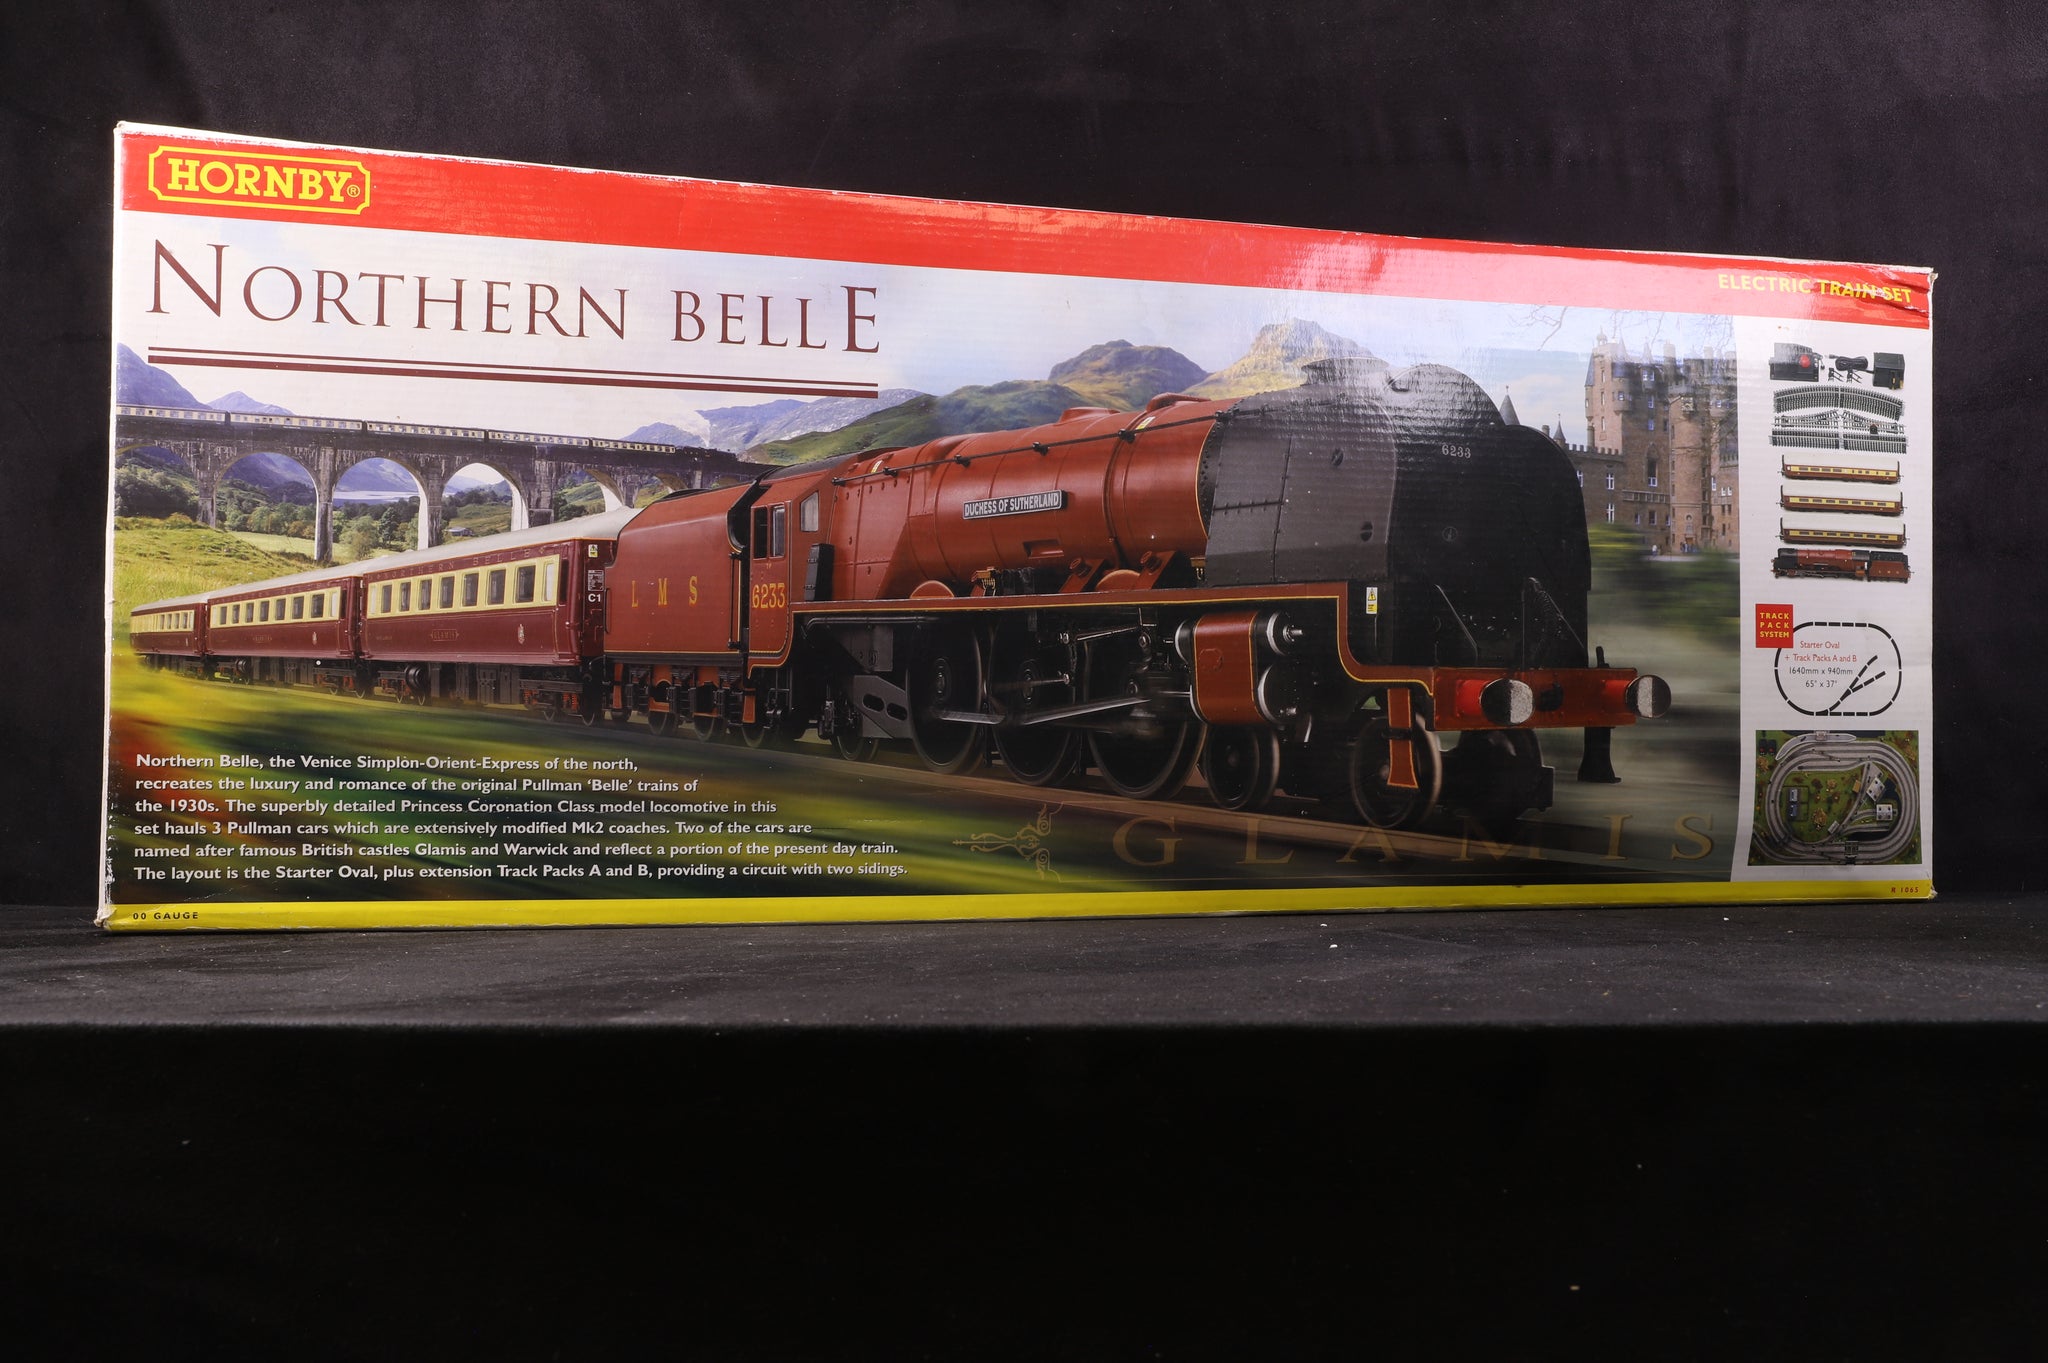 HORNBY®
NORTHERN BELLE
ELECTRIC TRAIN SET
6233
DUCHESS OF SUTHERLAND
NORTHERN BELLE
C1
L M S
6233
GLAMIS
TRACK
PACK
SYSTEM
Starter Oval
+ Track Packs A and B
1640mm x 940mm
65" x 37"
Northern Belle, the Venice Simplon-Orient-Express of the north,
recreates the luxury and romance of the original Pullman 'Belle' trains of
the 1930s. The superbly detailed Princess Coronation Class model locomotive in this
set hauls 3 Pullman cars which are extensively modified Mk2 coaches. Two of the cars are
named after famous British castles Glamis and Warwick and reflect a portion of the present day train.
The layout is the Starter Oval, plus extension Track Packs A and B, providing a circuit with two sidings.
GLAMIS
00 GAUGE
R 1065